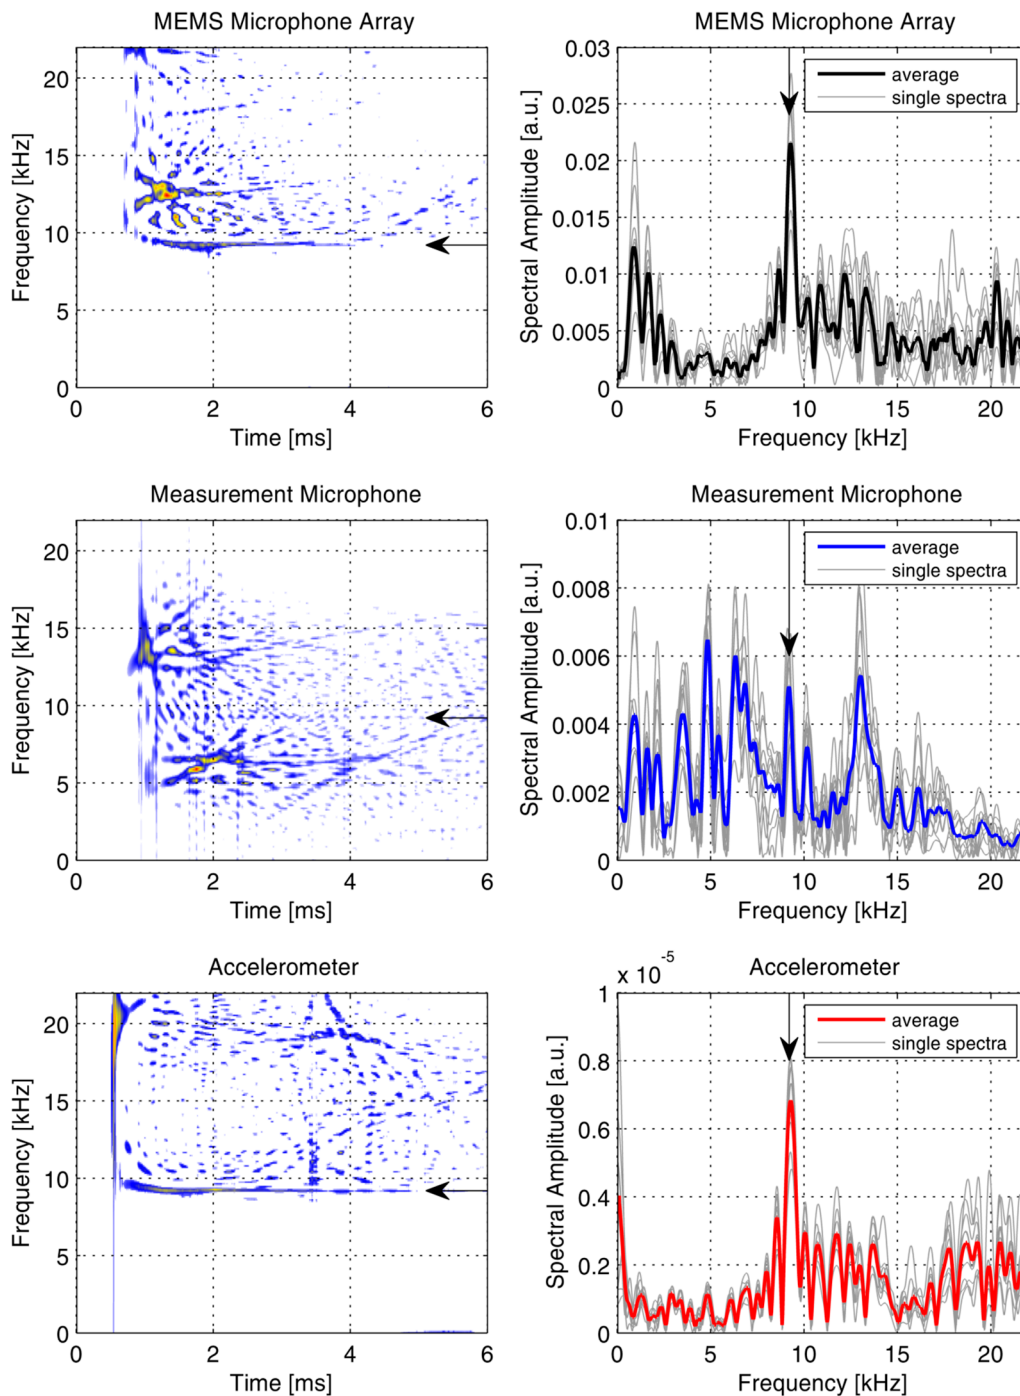 MEMS Microphone Array
20
15
10
5
0
Frequency [kHz]
0 2 4 6
Time [ms]
MEMS Microphone Array
0.03
0.025
0.02
0.015
0.01
0.005
0
Spectral Amplitude [a.u.]
average
single spectra
0 5 10 15 20
Frequency [kHz]
Measurement Microphone
20
15
10
5
0
Frequency [kHz]
0 2 4 6
Time [ms]
Measurement Microphone
0.01
0.008
0.006
0.004
0.002
0
Spectral Amplitude [a.u.]
average
single spectra
0 5 10 15 20
Frequency [kHz]
Accelerometer
20
15
10
5
0
Frequency [kHz]
0 2 4 6
Time [ms]
x 10^-5
Accelerometer
1
0.8
0.6
0.4
0.2
0
Spectral Amplitude [a.u.]
average
single spectra
0 5 10 15 20
Frequency [kHz]